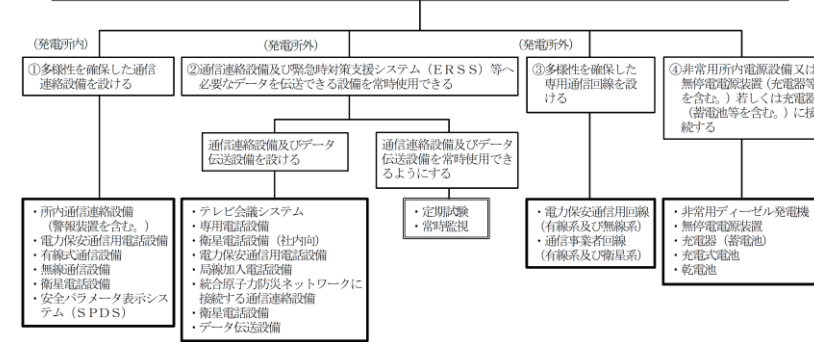 (発電所内)
①多様性を確保した通信
連絡設備を設ける
(発電所外)
②通信連絡設備及び緊急時対策支援システム(ERSS)等へ
必要なデータを伝送できる設備を常時使用できる
(発電所外)
③多様性を確保した
専用通信回線を設
ける
④非常用所内電源設備又は
無停電電源装置(充電器等
を含む。)若しくは充電器
(蓄電池等を含む。)に接
続する
通信連絡設備及びデータ
伝送設備を設ける
通信連絡設備及びデータ
伝送設備を常時使用でき
るようにする
・所内通信連絡設備
(警報装置を含む。)
・電力保安通信用電話設備
・有線式通信設備
・無線通信設備
・衛星電話設備
・安全パラメータ表示シス
テム(SPDS)
・テレビ会議システム
・専用電話設備
・衛星電話設備(社内向)
・電力保安通信用電話設備
・局線加入電話設備
・統合原子力防災ネットワークに
接続する通信連絡設備
・衛星電話設備
・データ伝送設備
・定期試験
・常時監視
・電力保安通信用回線
(有線系及び無線系)
・通信事業者回線
(有線系及び衛星系)
・非常用ディーゼル発電機
・無停電電源装置
・充電器(蓄電池)
・充電式電池
・乾電池